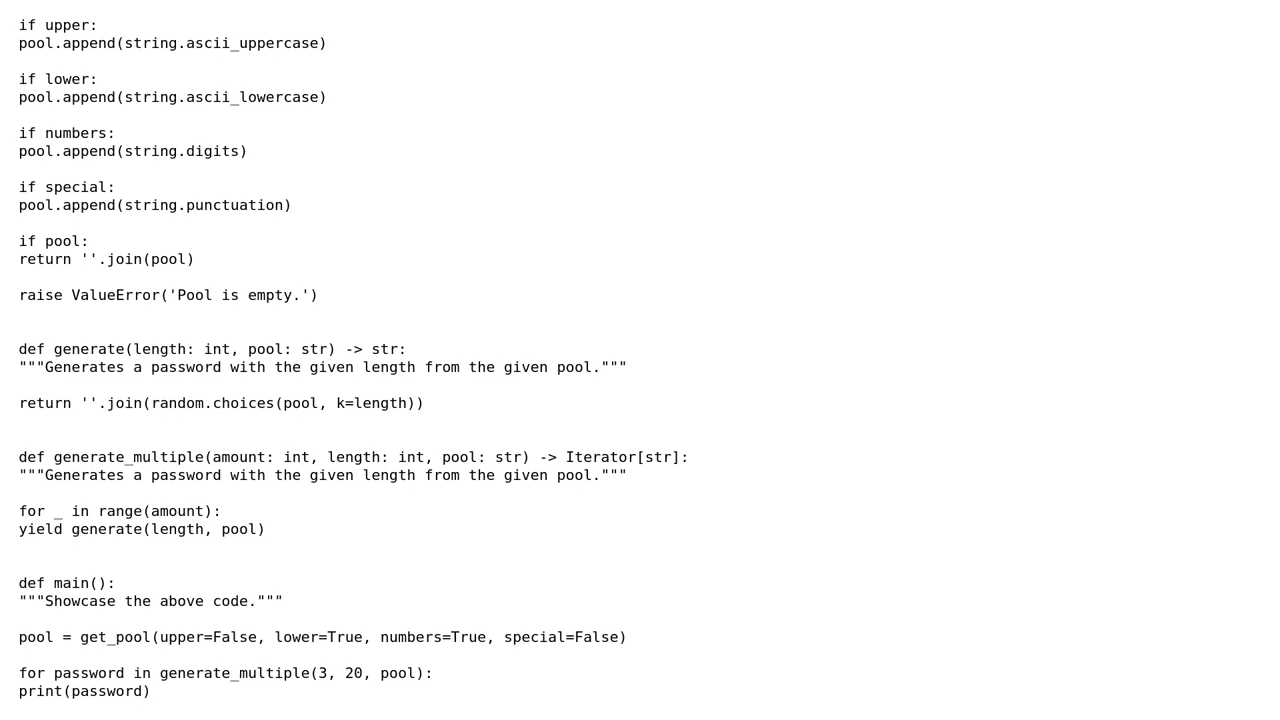 if upper:
pool.append(string.ascii_uppercase)
if lower:
pool.append(string.ascii_lowercase)
if numbers:
pool.append(string.digits)
if special:
pool.append(string.punctuation)
if pool:
return ''.join(pool)
raise ValueError('Pool is empty.')
def generate(length: int, pool: str) -> str:
"""Generates a password with the given length from the given pool."""
return ''.join(random.choices(pool, k=length))
def generate_multiple(amount: int, length: int, pool: str) -> Iterator[str]:
"""Generates a password with the given length from the given pool."""
for _ in range(amount):
yield generate(length, pool)
def main():
"""Showcase the above code."""
pool = get_pool(upper=False, lower=True, numbers=True, special=False)
for password in generate_multiple(3, 20, pool):
print(password)